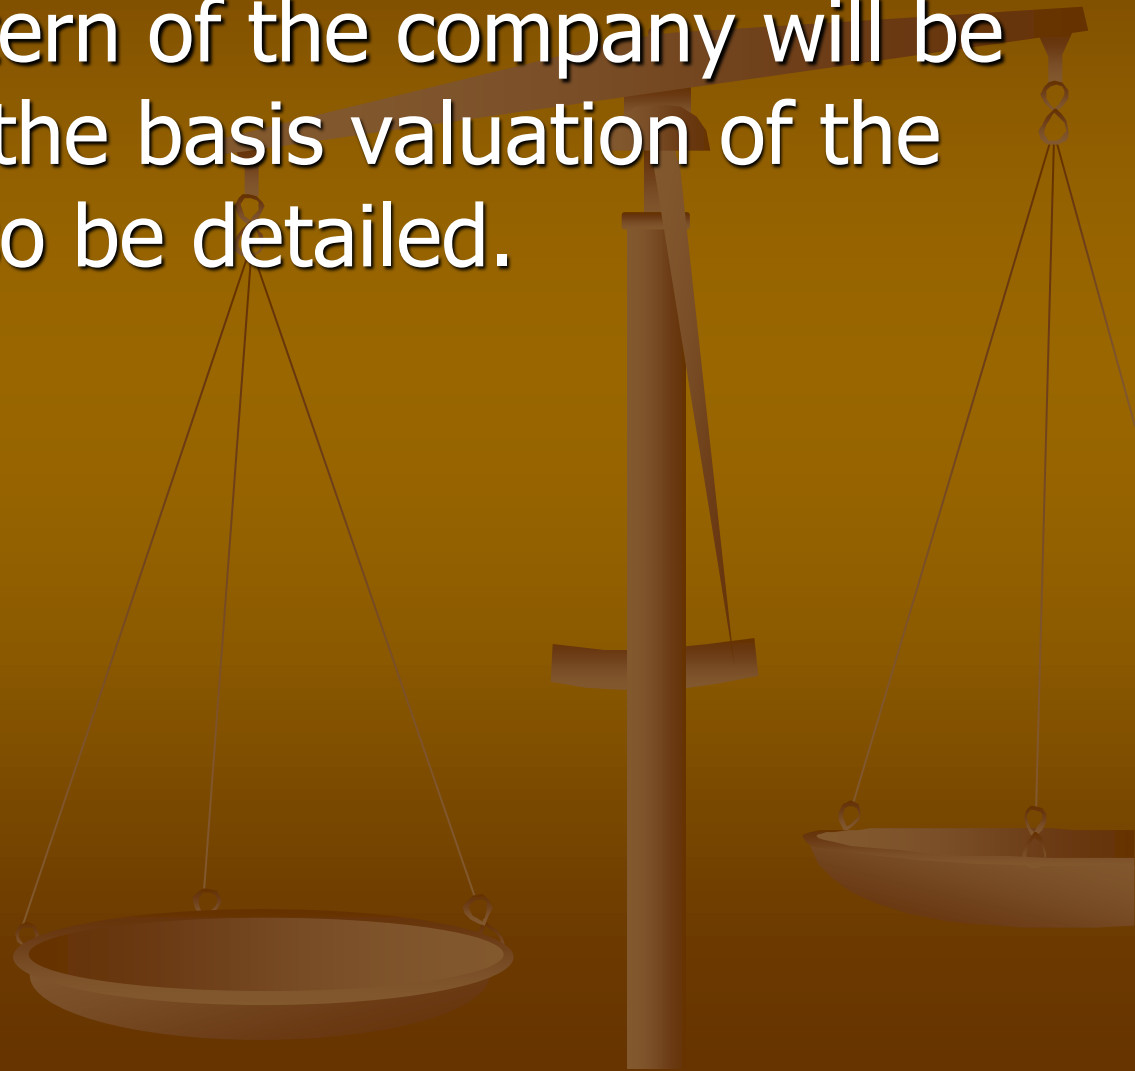 ern of the company will be
the basis valuation of the
o be detailed.